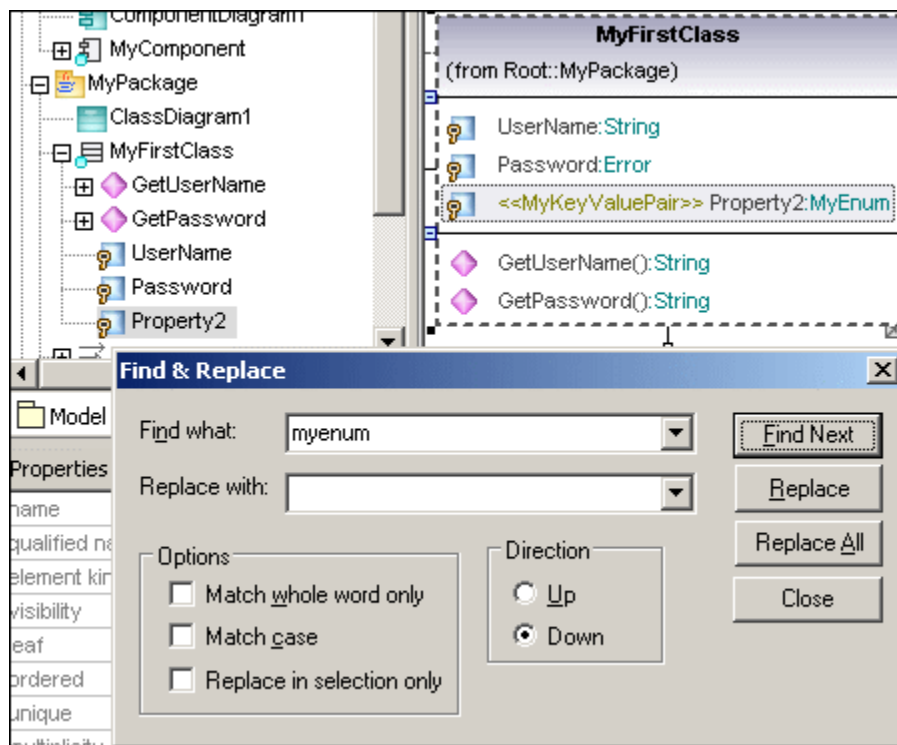 ComponentDiagram1
MyComponent
MyPackage
ClassDiagram1
MyFirstClass
GetUserName
GetPassword
UserName
Password
Property2
MyFirstClass
(from Root::MyPackage)
UserName:String
Password:Error
<<MyKeyValuePair>> Property2:MyEnum
GetUserName():String
GetPassword():String
Model
Properties
name
qualified na
element kin
visibility
leaf
ordered
unique
multiplicity
Find & Replace
Find what:
myenum
Find Next
Replace with:
Replace
Options
Match whole word only
Match case
Replace in selection only
Direction
Up
Down
Replace All
Close